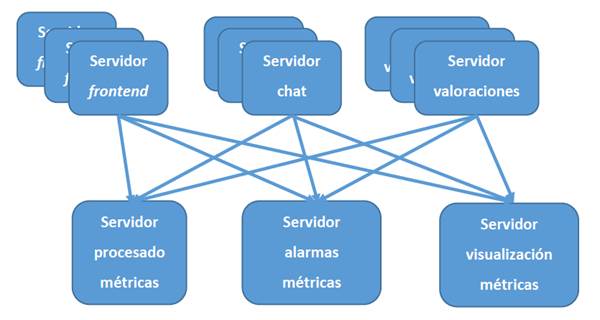 Servidor
frontend
Servidor
chat
Servidor
valoraciones
Servidor
procesado
métricas
Servidor
alarmas
métricas
Servidor
visualización
métricas